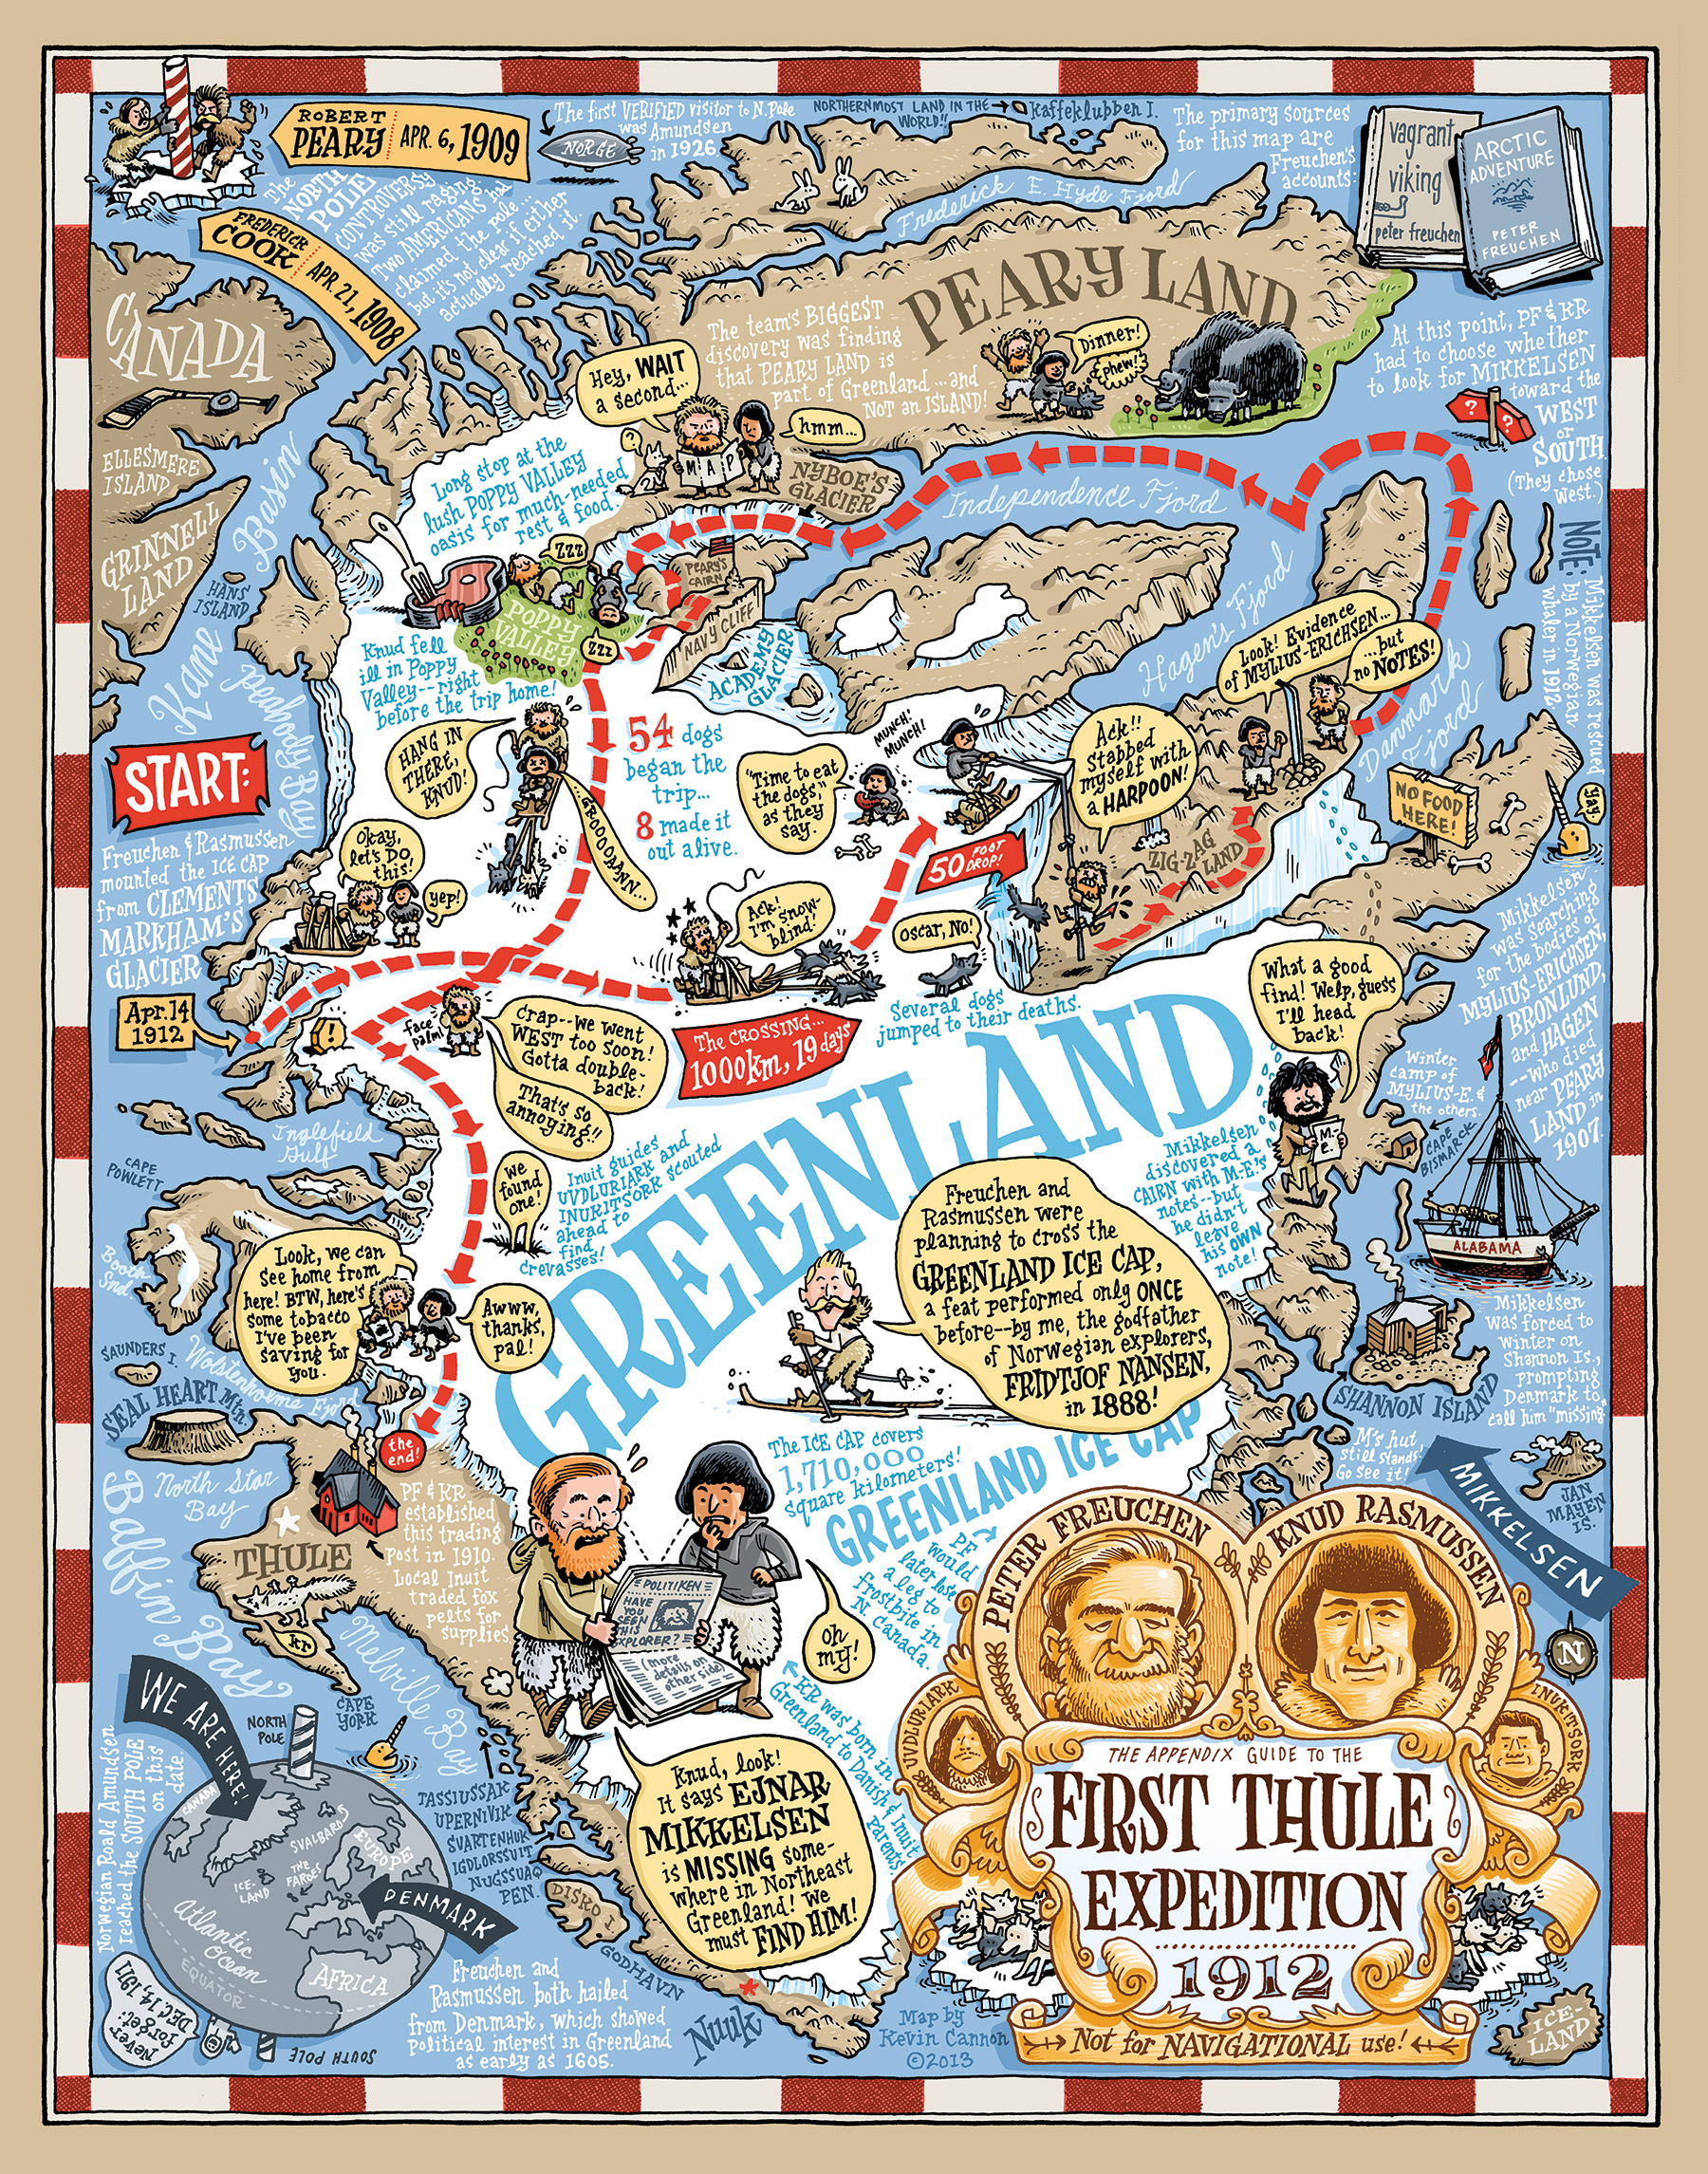 ROBERT
PEARY
APR. 6, 1909
The first VERIFIED visitor to N. Pole
was Amundsen
in 1926.
NORGE
NORTHERNMOST LAND IN THE
WORLD!!
Kaffeklubben I.
The primary sources
for this map are
Freuchen's
accounts:
vagrant
viking
peter freuchen
ARCTIC
ADVENTURE
PETER
FREUCHEN
FREDERICK
COOK
APR. 21, 1908
The
NORTH
POLE
CONTROVERSY
was still raging.
Two AMERICANS had
claimed the pole...
but it's not clear if either
actually reached it.
Frederick E. Hyde Fjord
PEARY LAND
CANADA
ELLESMERE
ISLAND
GRINNELL
LAND
HANS
ISLAND
Kane
Basin
Peabody Bay
The team's BIGGEST
discovery was finding
that PEARY LAND is
part of Greenland ...and
NOT an ISLAND!
Hey, WAIT
a second...
hmm...
?
MAP
Dinner!
phew!
At this point, PF & KR
had to choose whether
to look for MIKKELSEN
toward the
WEST
or
SOUTH.
(They chose
West.)
?
?
NYBOE'S
GLACIER
Independence Fjord
Long stop at the
lush POPPY VALLEY
oasis for much-needed
rest & food.
ZZZ
ZZZ
POPPY
VALLEY
PEARY'S
CAIRN
NAVY CLIFF
ACADEMY
GLACIER
Hagen's Fjord
Danmark
Fjord
NOTE: Mikkelsen was rescued
by a Norwegian
whaler in 1912.
Look! Evidence
of MYLIUS-ERICHSEN...
...but
no NOTES!
Knud fell
ill in Poppy
Valley--right
before the trip home!
HANG IN
THERE,
KNUD!
GROOOAANN...
54 dogs
began the
trip...
8 made it
out alive.
"Time to eat
the dogs,"
as they
say.
MUNCH!
MUNCH!
Ack!!
Stabbed
myself with
a HARPOON!
50 FOOT
DROP!
ZIG-ZAG
LAND
NO FOOD
HERE!
Yay!
START:
Freuchen & Rasmussen
mounted the ICE CAP
from CLEMENTS
MARKHAM'S
GLACIER
Okay,
let's DO
this!
yep!
Apr. 14
1912
!
face
palm!
Ack!
I'm snow-
blind!
Oscar, No!
Several dogs
jumped to their deaths.
The CROSSING...
1000km, 19 days
Crap--we went
WEST too soon!
Gotta double-
back!
That's so
annoying!!
What a good
find! Welp, guess
I'll head
back!
M.-
E.
Mikkelsen
was searching
for the bodies of
MYLIUS-ERICHSEN,
BRONLUND,
and HAGEN
--who died
near PEARY
LAND in
1907.
Winter
camp of
MYLIUS-E. &
the others.
CAPE
BISMARCK
ALABAMA
Mikkelsen
discovered a
CAIRN with M-E's
notes--but
he didn't
leave
his OWN
note!
GREENLAND
Inglefield
Gulf
CAPE
POWLETT
Booth
Snd.
We
found
one!
Inuit guides
UVDLURIARK and
INUKITSORK scouted
ahead to
find
crevasses!
Look, we can
see home from
here! BTW, here's
some tobacco
I've been
saving for
you.
Awww,
thanks,
pal!
Freuchen and
Rasmussen were
planning to cross the
GREENLAND ICE CAP,
a feat performed only ONCE
before--by me, the godfather
of Norwegian explorers,
FRIDTJOF NANSEN,
in 1888!
Mikkelsen
was forced to
winter on
Shannon Is.,
prompting
Denmark to
call him "missing."
SHANNON ISLAND
M's hut
still stands!
Go see it!
MIKKELSEN
JAN
MAYEN
IS.
SAUNDERS I.
Wolstenholme Fjord
SEAL HEART Mtn.
the
end!
North Star
Bay
Baffin Bay
THULE
kr
PF & KR
established
this trading
post in 1910.
Local Inuit
traded fox
pelts for
supplies.
The ICE CAP covers
1,710,000
square kilometers!
GREENLAND ICE CAP
PF
would
later lose
a leg to
frostbite in
N. Canada.
POLITIKEN
HAVE
YOU
SEEN
THIS
EXPLORER?
(more
details on
other side)
oh
my!
KR was born in
Greenland to Danish & Inuit
parents.
Knud, look!
It says EJNAR
MIKKELSEN
is MISSING some-
where in Northeast
Greenland! We
must FIND HIM!
CAPE
YORK
Melville Bay
TASSIUSSAK
UPERNIVIK
SVARTENHUK
IGDLORSSUIT
NUGSSUAQ
PEN.
DISKO I.
GODHAVN
Nuuk
WE ARE HERE!
NORTH
POLE
CANADA
SVALBARD
EUROPE
ICE-
LAND
THE
FAROES
DENMARK
Atlantic
Ocean
EQUATOR
AFRICA
SOUTH POLE
Norwegian Roald Amundsen
reached the SOUTH POLE
on this
date.
DEC. 14, 1911
Never
forget.
Freuchen and
Rasmussen both hailed
from Denmark, which showed
political interest in Greenland
as early as 1605.
Map by
Kevin Cannon
©2013
PETER FREUCHEN
KNUD RASMUSSEN
UVDLURIARK
INUKITSORK
N
THE APPENDIX GUIDE TO THE
FIRST THULE
EXPEDITION
1912
Not for NAVIGATIONAL use!
ICE-
LAND